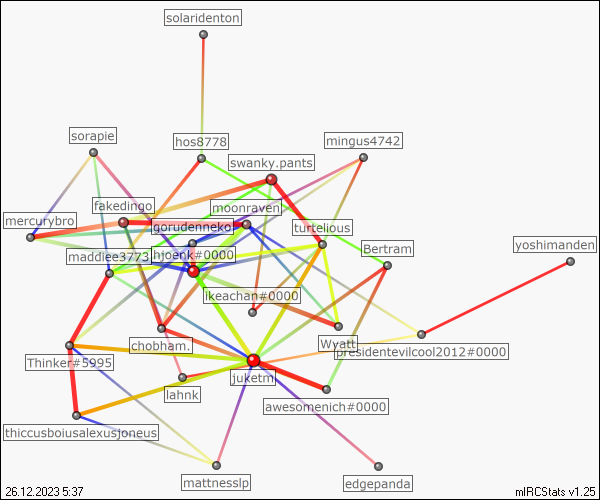 solaridenton
sorapie
hos8778
mingus4742
swanky.pants
fakedingo
moonraven
mercurybro
gorudenneko
turtelious
yoshimanden
maddiee3773
hjoenk#0000
Bertram
ikeachan#0000
chobham.
Wyatt
presidentevilcool2012#0000
Thinker#5995
juketm
lahnk
awesomenich#0000
thiccusboiusalexusjoneus
mattnesslp
edgepanda
26.12.2023 5:37
mIRCStats v1.25